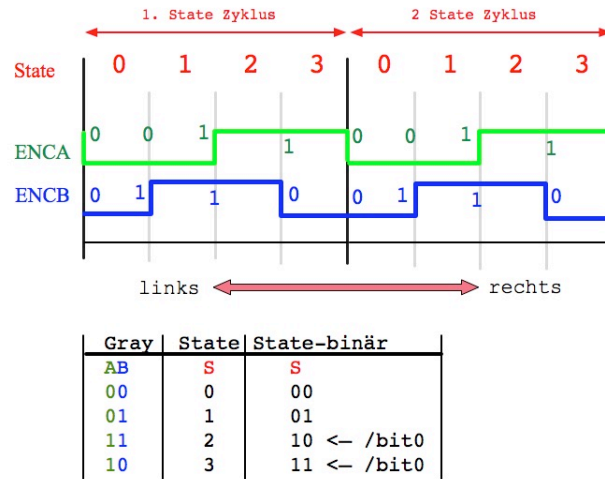 1. State Zyklus 2 State Zyklus
State 0 1 2 3 0 1 2 3
ENCA 0 0 1 1 0 0 1 1
ENCB 0 1 1 0 0 1 1 0
links rechts
Gray State State-binär
AB S S
00 0 00
01 1 01
11 2 10 <— /bit0
10 3 11 <— /bit0